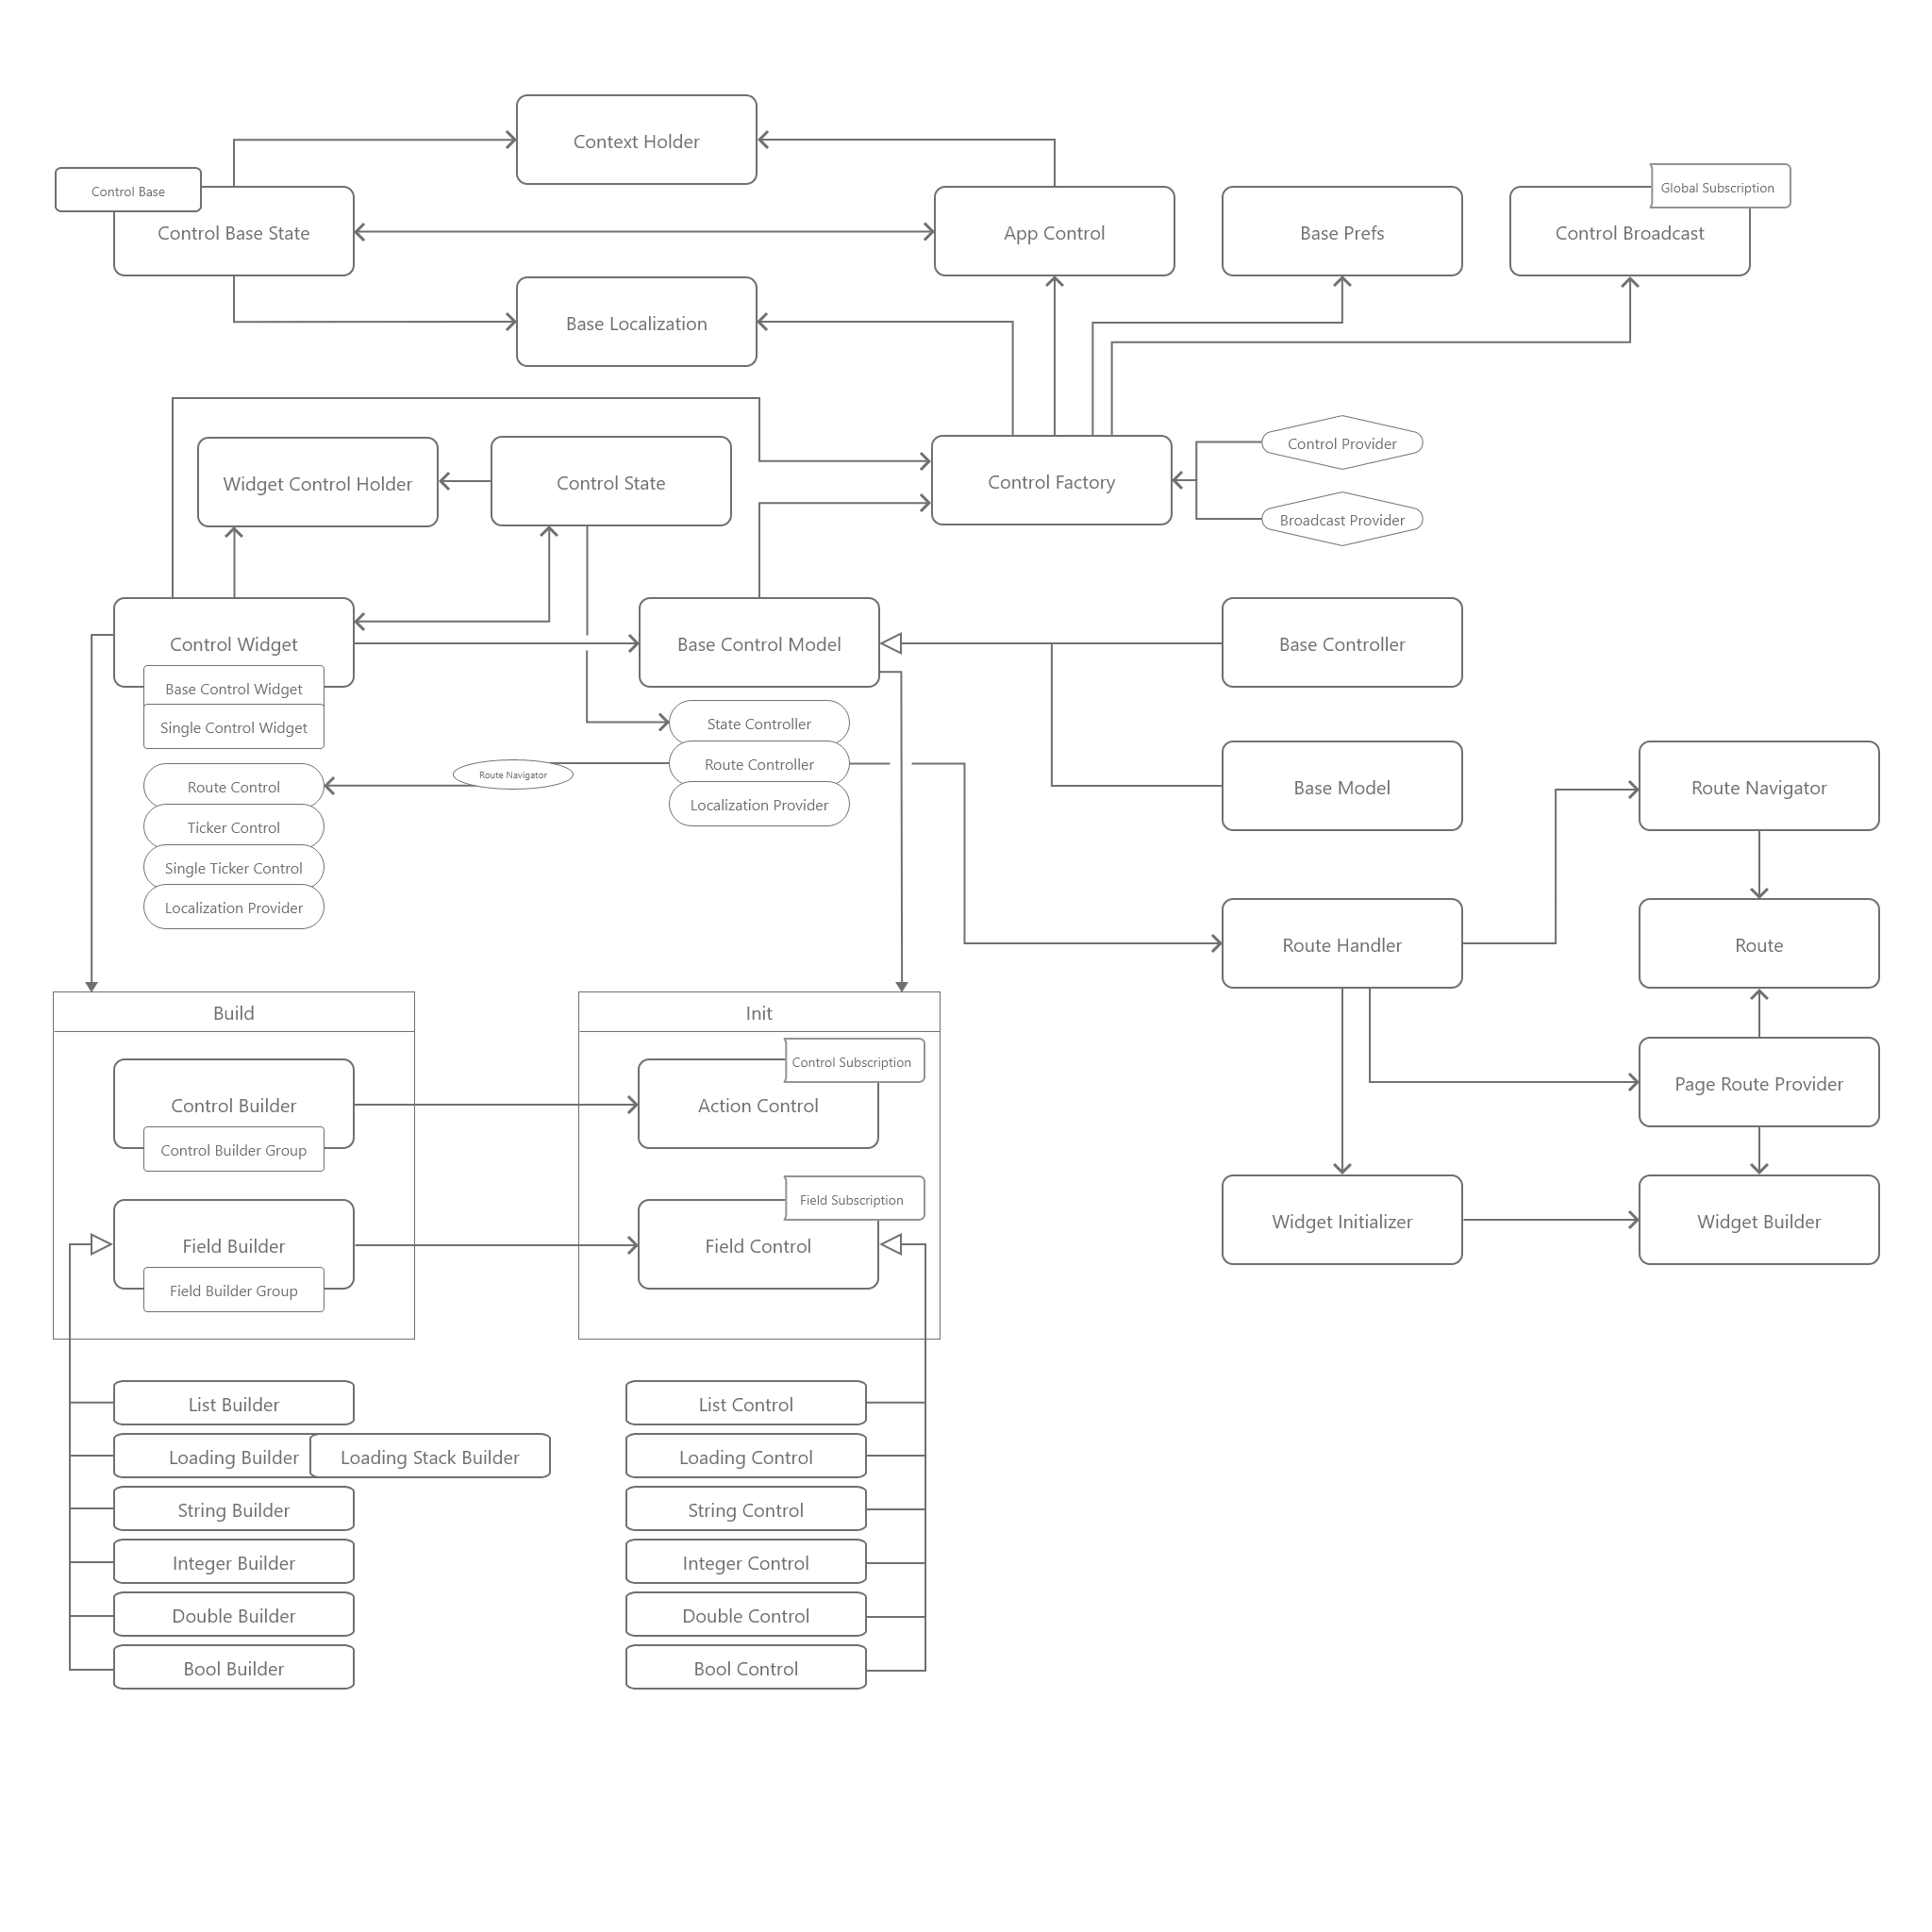 Context Holder
Control Base
Global Subscription
Control Base State
App Control
Base Prefs
Control Broadcast
Base Localization
Control Provider
Widget Control Holder
Control State
Control Factory
Broadcast Provider
Control Widget
Base Control Model
Base Controller
Base Control Widget
Single Control Widget
State Controller
Route Controller
Localization Provider
Route Navigator
Route Control
Ticker Control
Single Ticker Control
Localization Provider
Base Model
Route Navigator
Route Handler
Route
Build
Init
Control Subscription
Control Builder
Action Control
Page Route Provider
Control Builder Group
Field Subscription
Field Builder
Field Control
Widget Initializer
Widget Builder
Field Builder Group
List Builder
List Control
Loading Builder
Loading Stack Builder
Loading Control
String Builder
String Control
Integer Builder
Integer Control
Double Builder
Double Control
Bool Builder
Bool Control